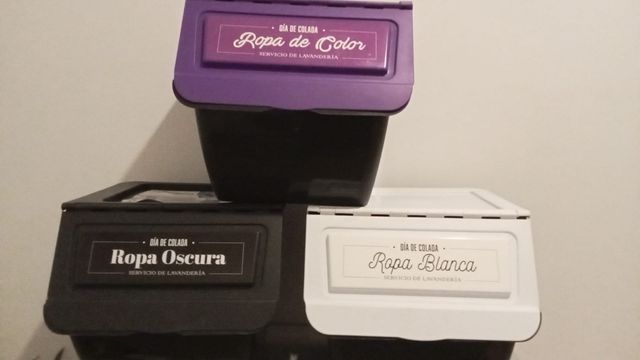 • DÍA DE COLADA •
Ropa de Color
SERVICIO DE LAVANDERÍA
• DÍA DE COLADA •
Ropa Oscura
SERVICIO DE LAVANDERÍA
• DÍA DE COLADA •
Ropa Blanca
SERVICIO DE LAVANDERÍA